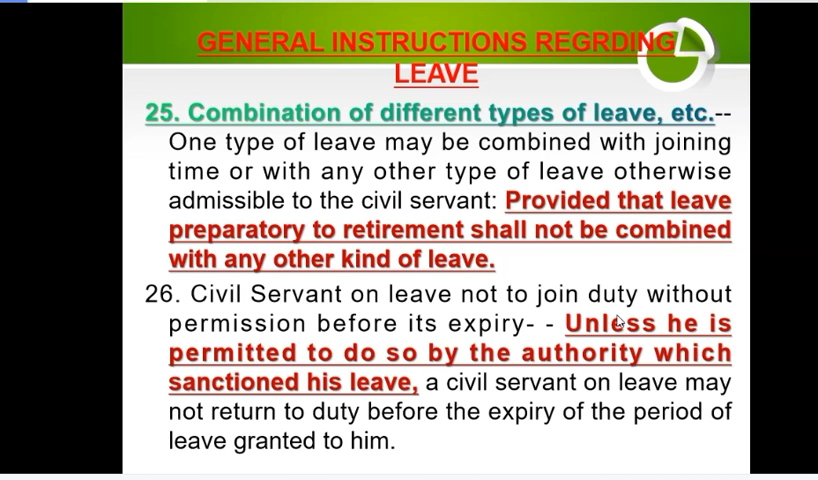 GENERAL INSTRUCTIONS REGRDING
LEAVE
25. Combination of different types of leave, etc.--
One type of leave may be combined with joining
time or with any other type of leave otherwise
admissible to the civil servant: Provided that leave
preparatory to retirement shall not be combined
with any other kind of leave.
26. Civil Servant on leave not to join duty without
permission before its expiry- - Unless he is
permitted to do so by the authority which
sanctioned his leave, a civil servant on leave may
not return to duty before the expiry of the period of
leave granted to him.